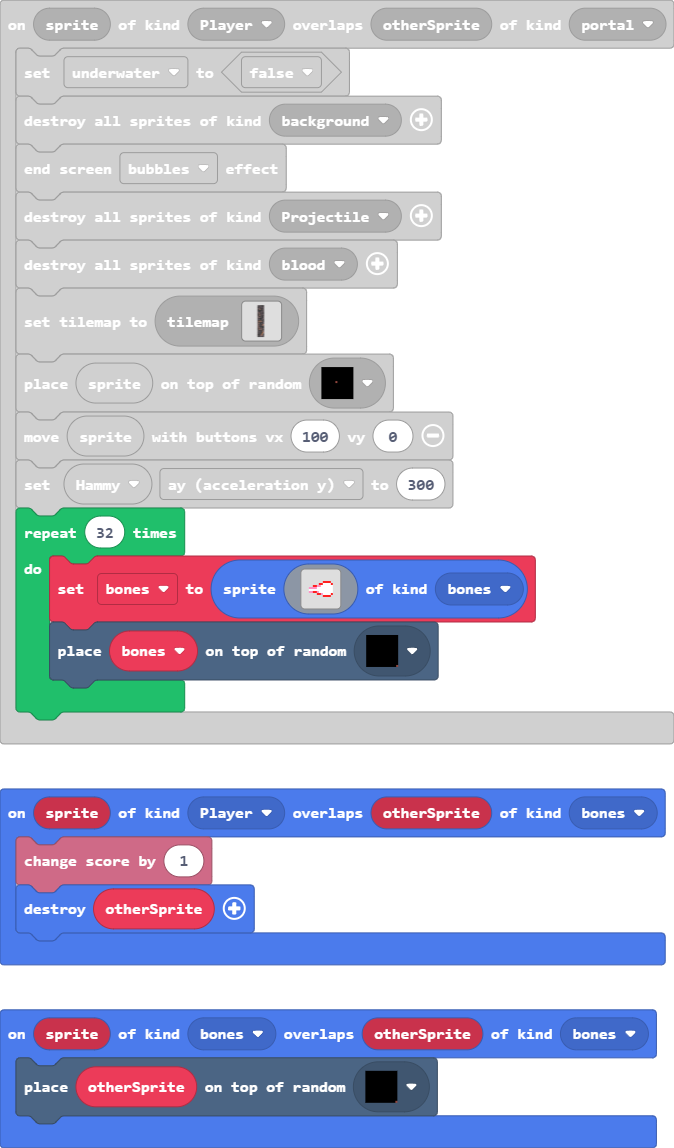 on sprite of kind Player overlaps otherSprite of kind portal
set underwater to false
destroy all sprites of kind background
end screen bubbles effect
destroy all sprites of kind Projectile
destroy all sprites of kind blood
set tilemap to tilemap
place sprite on top of random
move sprite with buttons vx 100 vy 0
set Hammy ay (acceleration y) to 300
repeat 32 times
do
set bones to sprite of kind bones
place bones on top of random
on sprite of kind Player overlaps otherSprite of kind bones
change score by 1
destroy otherSprite
on sprite of kind bones overlaps otherSprite of kind bones
place otherSprite on top of random